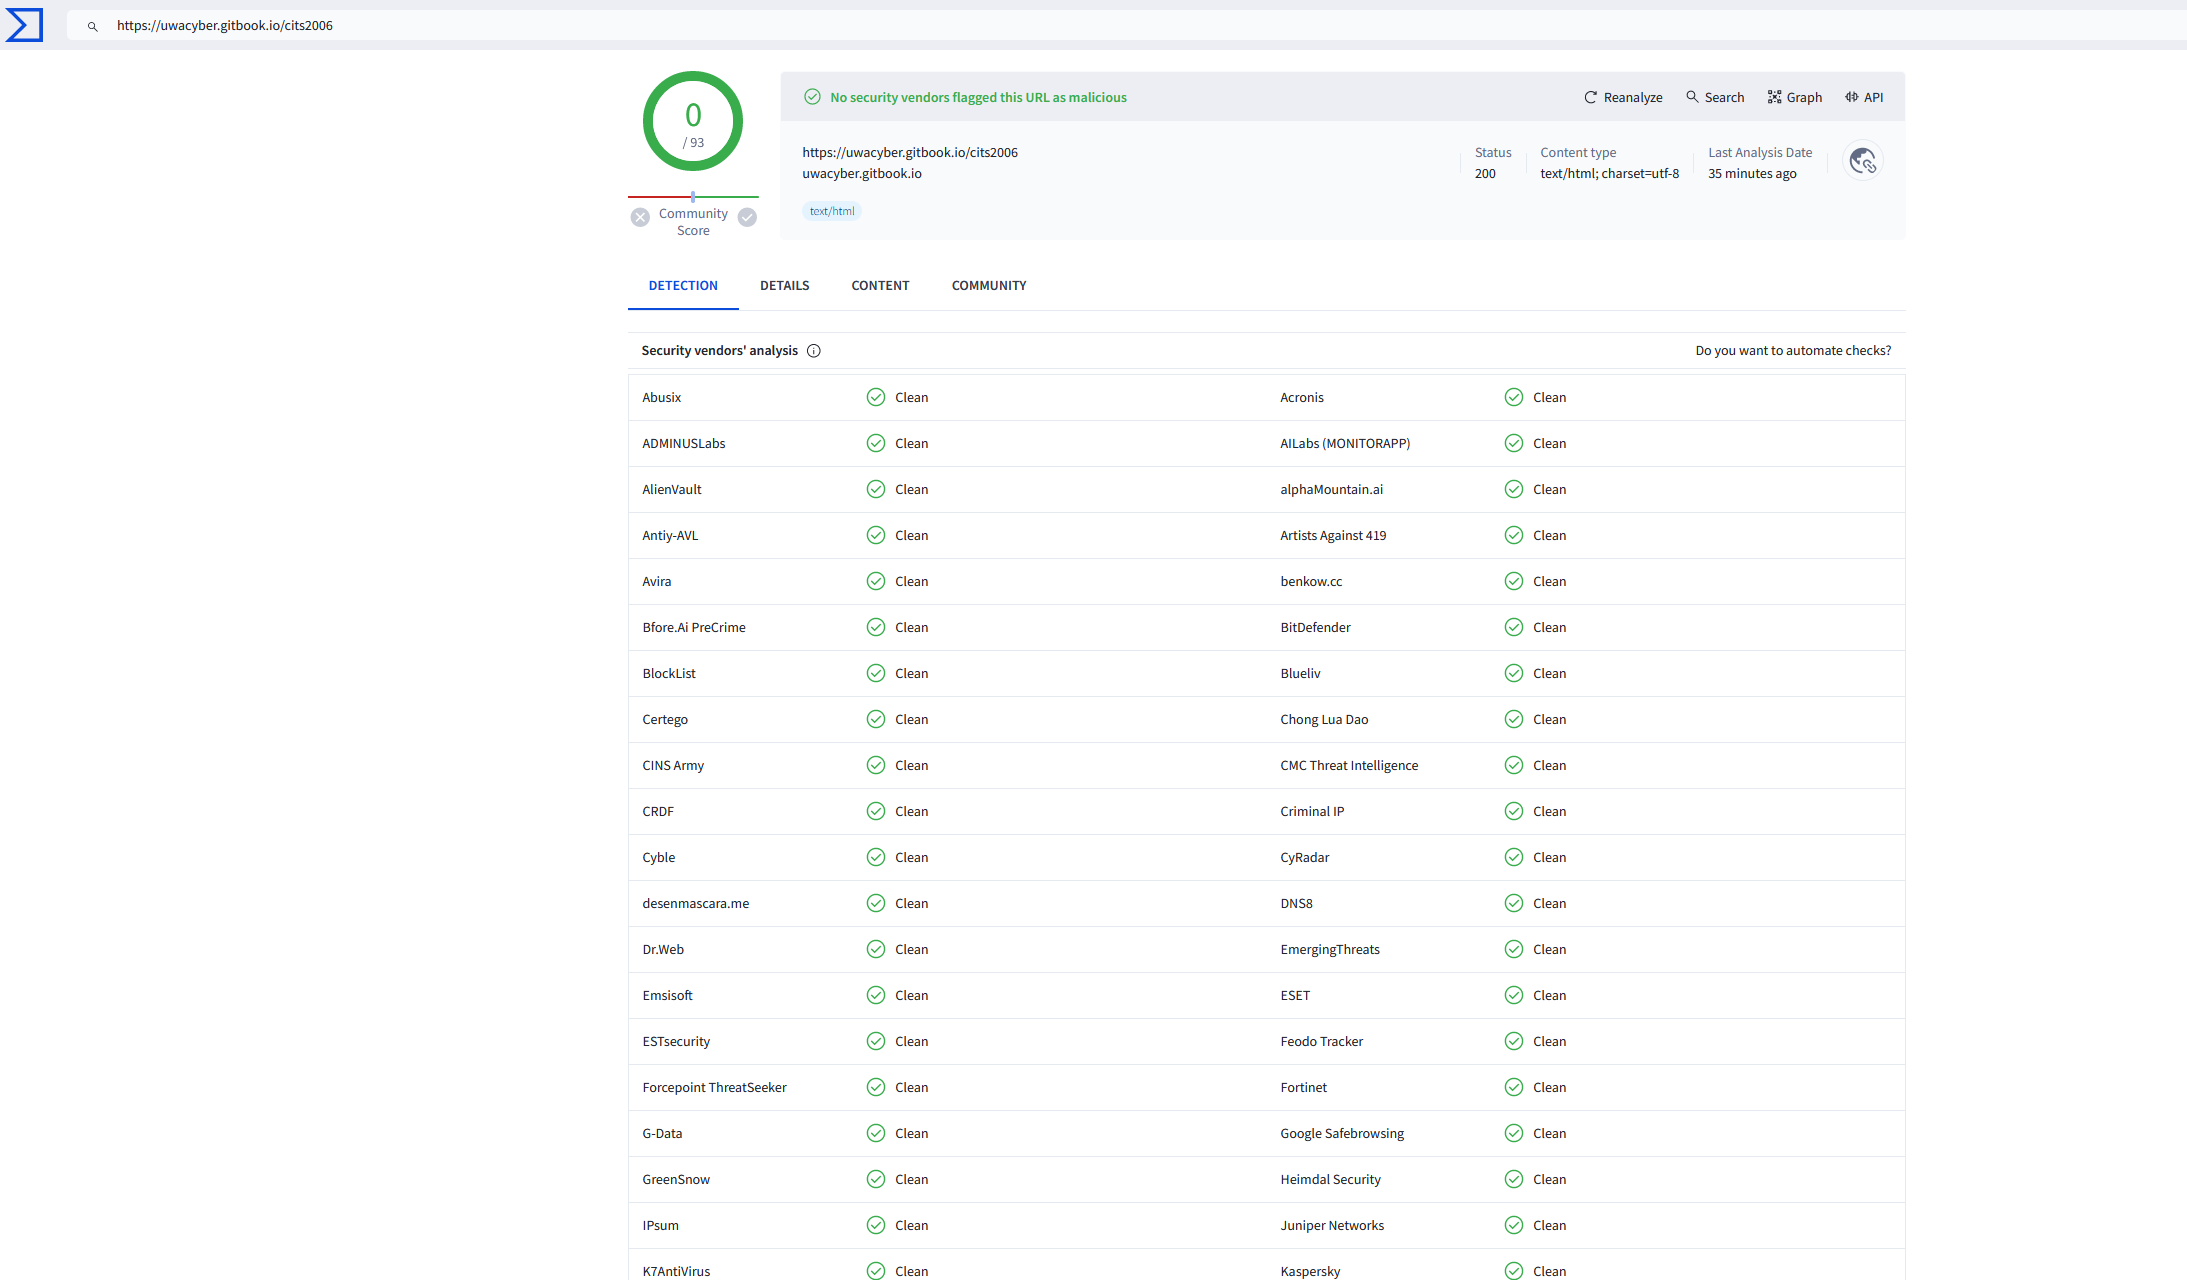 https://uwacyber.gitbook.io/cits2006
0
/ 93
Community
Score
No security vendors flagged this URL as malicious
Reanalyze Search Graph API
https://uwacyber.gitbook.io/cits2006
uwacyber.gitbook.io
Status
200
Content type
text/html; charset=utf-8
Last Analysis Date
35 minutes ago
text/html
DETECTION DETAILS CONTENT COMMUNITY
Security vendors' analysis Do you want to automate checks?
Abusix Clean Acronis Clean
ADMINUSLabs Clean AILabs (MONITORAPP) Clean
AlienVault Clean alphaMountain.ai Clean
Antiy-AVL Clean Artists Against 419 Clean
Avira Clean benkow.cc Clean
Bfore.Ai PreCrime Clean BitDefender Clean
BlockList Clean Blueliv Clean
Certego Clean Chong Lua Dao Clean
CINS Army Clean CMC Threat Intelligence Clean
CRDF Clean Criminal IP Clean
Cyble Clean CyRadar Clean
desenmascara.me Clean DNS8 Clean
Dr.Web Clean EmergingThreats Clean
Emsisoft Clean ESET Clean
ESTsecurity Clean Feodo Tracker Clean
Forcepoint ThreatSeeker Clean Fortinet Clean
G-Data Clean Google Safebrowsing Clean
GreenSnow Clean Heimdal Security Clean
IPsum Clean Juniper Networks Clean
K7AntiVirus Clean Kaspersky Clean